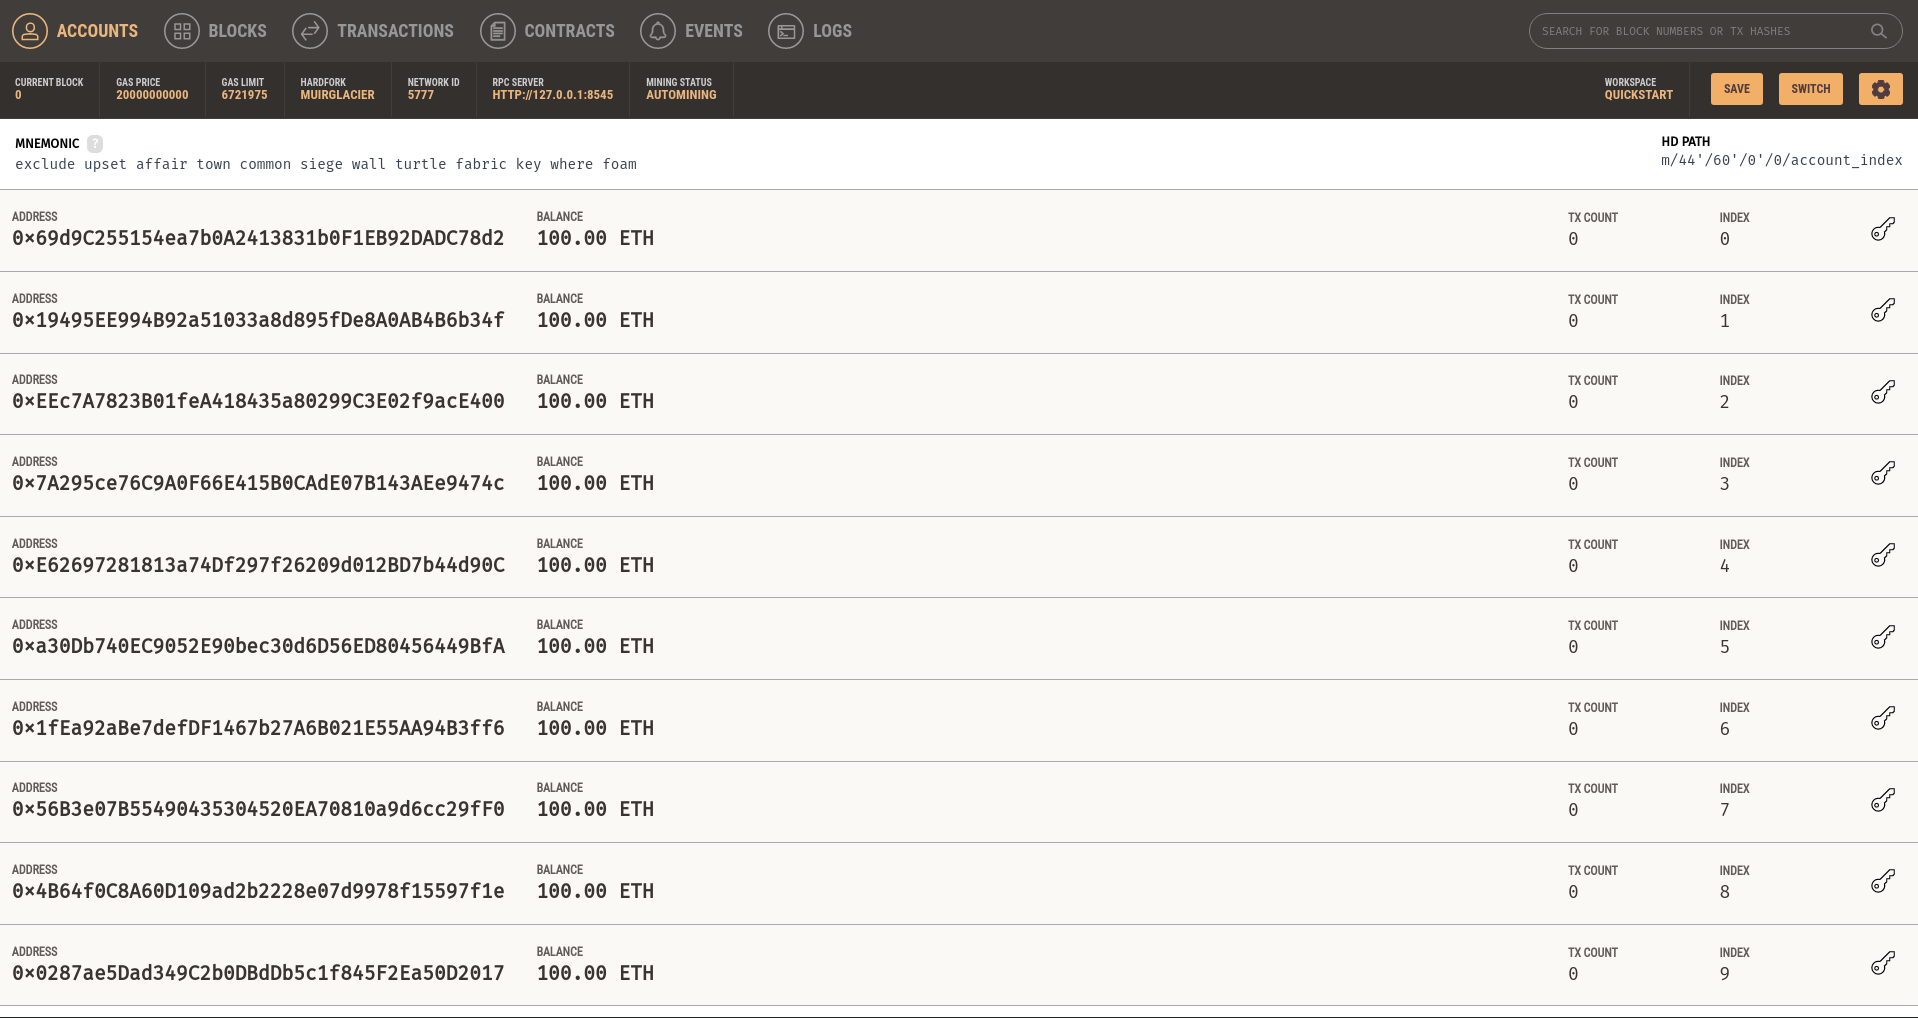 ACCOUNTS BLOCKS TRANSACTIONS CONTRACTS EVENTS LOGS SEARCH FOR BLOCK NUMBERS OR TX HASHES
CURRENT BLOCK GAS PRICE GAS LIMIT HARDFORK NETWORK ID RPC SERVER MINING STATUS WORKSPACE
0 20000000000 6721975 MUIRGLACIER 5777 HTTP://127.0.0.1:8545 AUTOMINING QUICKSTART SAVE SWITCH
MNEMONIC ? HD PATH
exclude upset affair town common siege wall turtle fabric key where foam m/44'/60'/0'/0/account_index
ADDRESS BALANCE TX COUNT INDEX
0×69d9C255154ea7b0A2413831b0F1EB92DADC78d2 100.00 ETH 0 0
ADDRESS BALANCE TX COUNT INDEX
0×19495EE994B92a51033a8d895fDe8A0AB4B6b34f 100.00 ETH 0 1
ADDRESS BALANCE TX COUNT INDEX
0×EEc7A7823B01feA418435a80299C3E02f9acE400 100.00 ETH 0 2
ADDRESS BALANCE TX COUNT INDEX
0×7A295ce76C9A0F66E415B0CAdE07B143AEe9474c 100.00 ETH 0 3
ADDRESS BALANCE TX COUNT INDEX
0×E62697281813a74Df297f26209d012BD7b44d90C 100.00 ETH 0 4
ADDRESS BALANCE TX COUNT INDEX
0×a30Db740EC9052E90bec30d6D56ED80456449BfA 100.00 ETH 0 5
ADDRESS BALANCE TX COUNT INDEX
0×1fEa92aBe7defDF1467b27A6B021E55AA94B3ff6 100.00 ETH 0 6
ADDRESS BALANCE TX COUNT INDEX
0×56B3e07B55490435304520EA70810a9d6cc29fF0 100.00 ETH 0 7
ADDRESS BALANCE TX COUNT INDEX
0×4B64f0C8A60D109ad2b2228e07d9978f15597f1e 100.00 ETH 0 8
ADDRESS BALANCE TX COUNT INDEX
0×0287ae5Dad349C2b0DBdDb5c1f845F2Ea50D2017 100.00 ETH 0 9